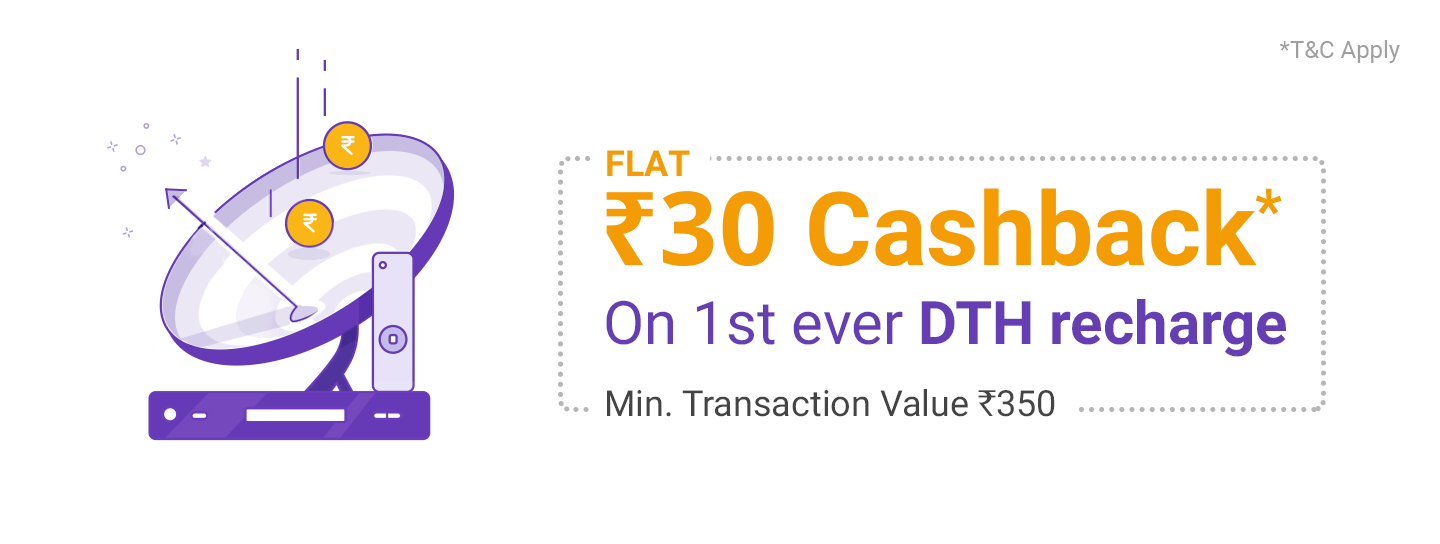 *T&C Apply
FLAT
₹30 Cashback*
On 1st ever DTH recharge
Min. Transaction Value ₹350
₹
₹